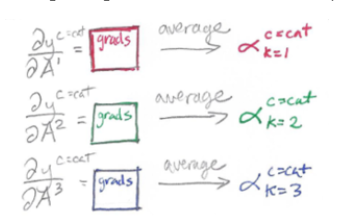 ∂y^{c=cat}/∂A^1 = grads average → α^{c=cat}_{k=1}
∂y^{c=cat}/∂A^2 = grads average → α^{c=cat}_{k=2}
∂y^{c=cat}/∂A^3 = grads average → α^{c=cat}_{k=3}